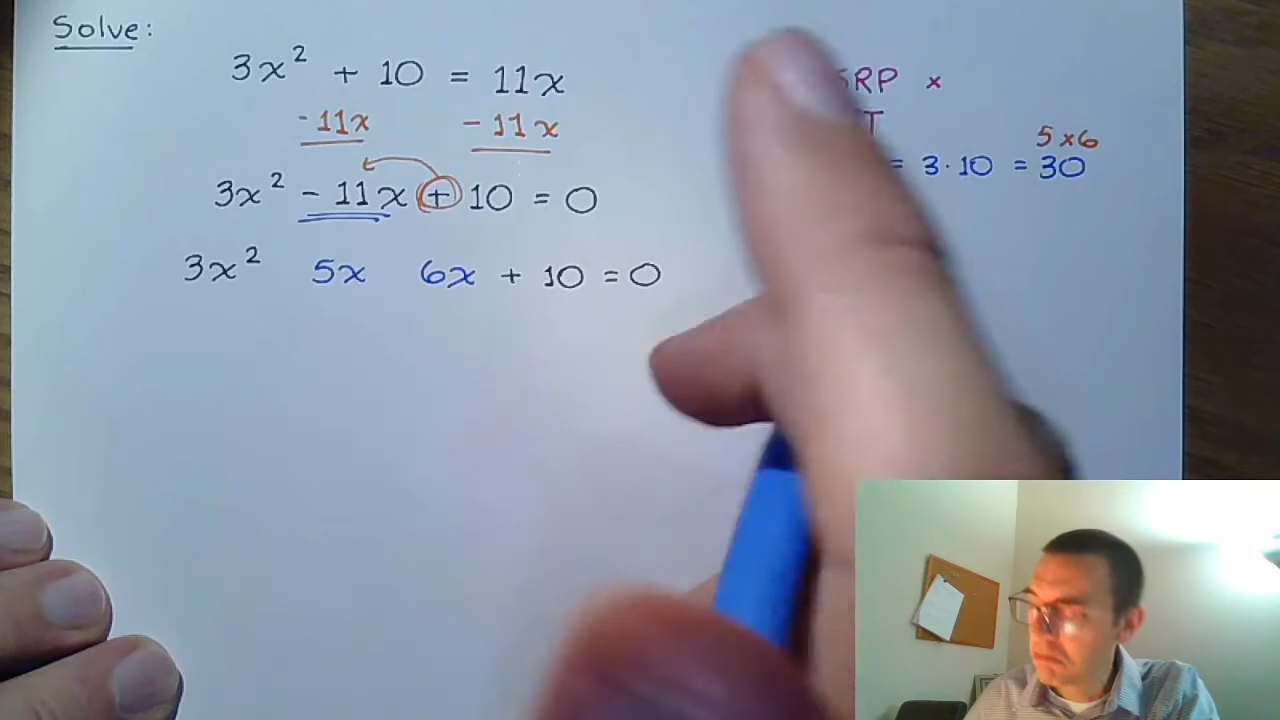 Solve:
3x² + 10 = 11x
-11x -11x
3x² - 11x + 10 = 0
3x² 5x 6x + 10 = 0
SRP x
T
5x6
= 3·10 = 30